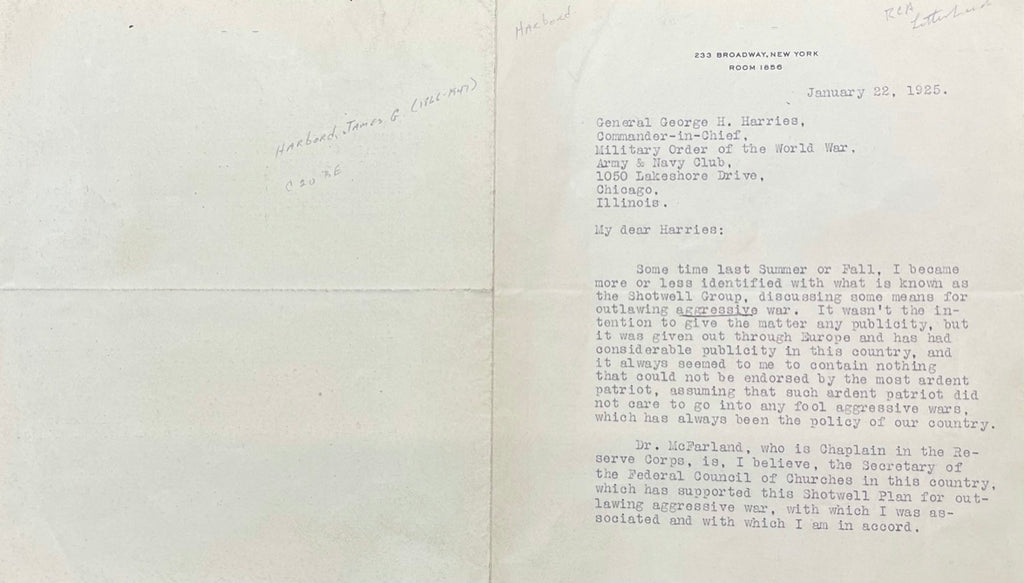 Harbord
RCA
Letterhead
Harbord, James G. (1866-1947)
233 BROADWAY, NEW YORK
ROOM 1856
January 22, 1925.
General George H. Harries,
Commander-in-Chief,
Military Order of the World War,
Army & Navy Club,
1050 Lakeshore Drive,
Chicago,
Illinois.
My dear Harries:
Some time last Summer or Fall, I became
more or less identified with what is known as
the Shotwell Group, discussing some means for
outlawing aggressive war. It wasn't the in-
tention to give the matter any publicity, but
it was given out through Europe and has had
considerable publicity in this country, and
it always seemed to me to contain nothing
that could not be endorsed by the most ardent
patriot, assuming that such ardent patriot did
not care to go into any fool aggressive wars,
which has always been the policy of our country.
Dr. McFarland, who is Chaplain in the Re-
serve Corps, is, I believe, the Secretary of
the Federal Council of Churches in this country,
which has supported this Shotwell Plan for out-
lawing aggressive war, with which I was as-
sociated and with which I am in accord.